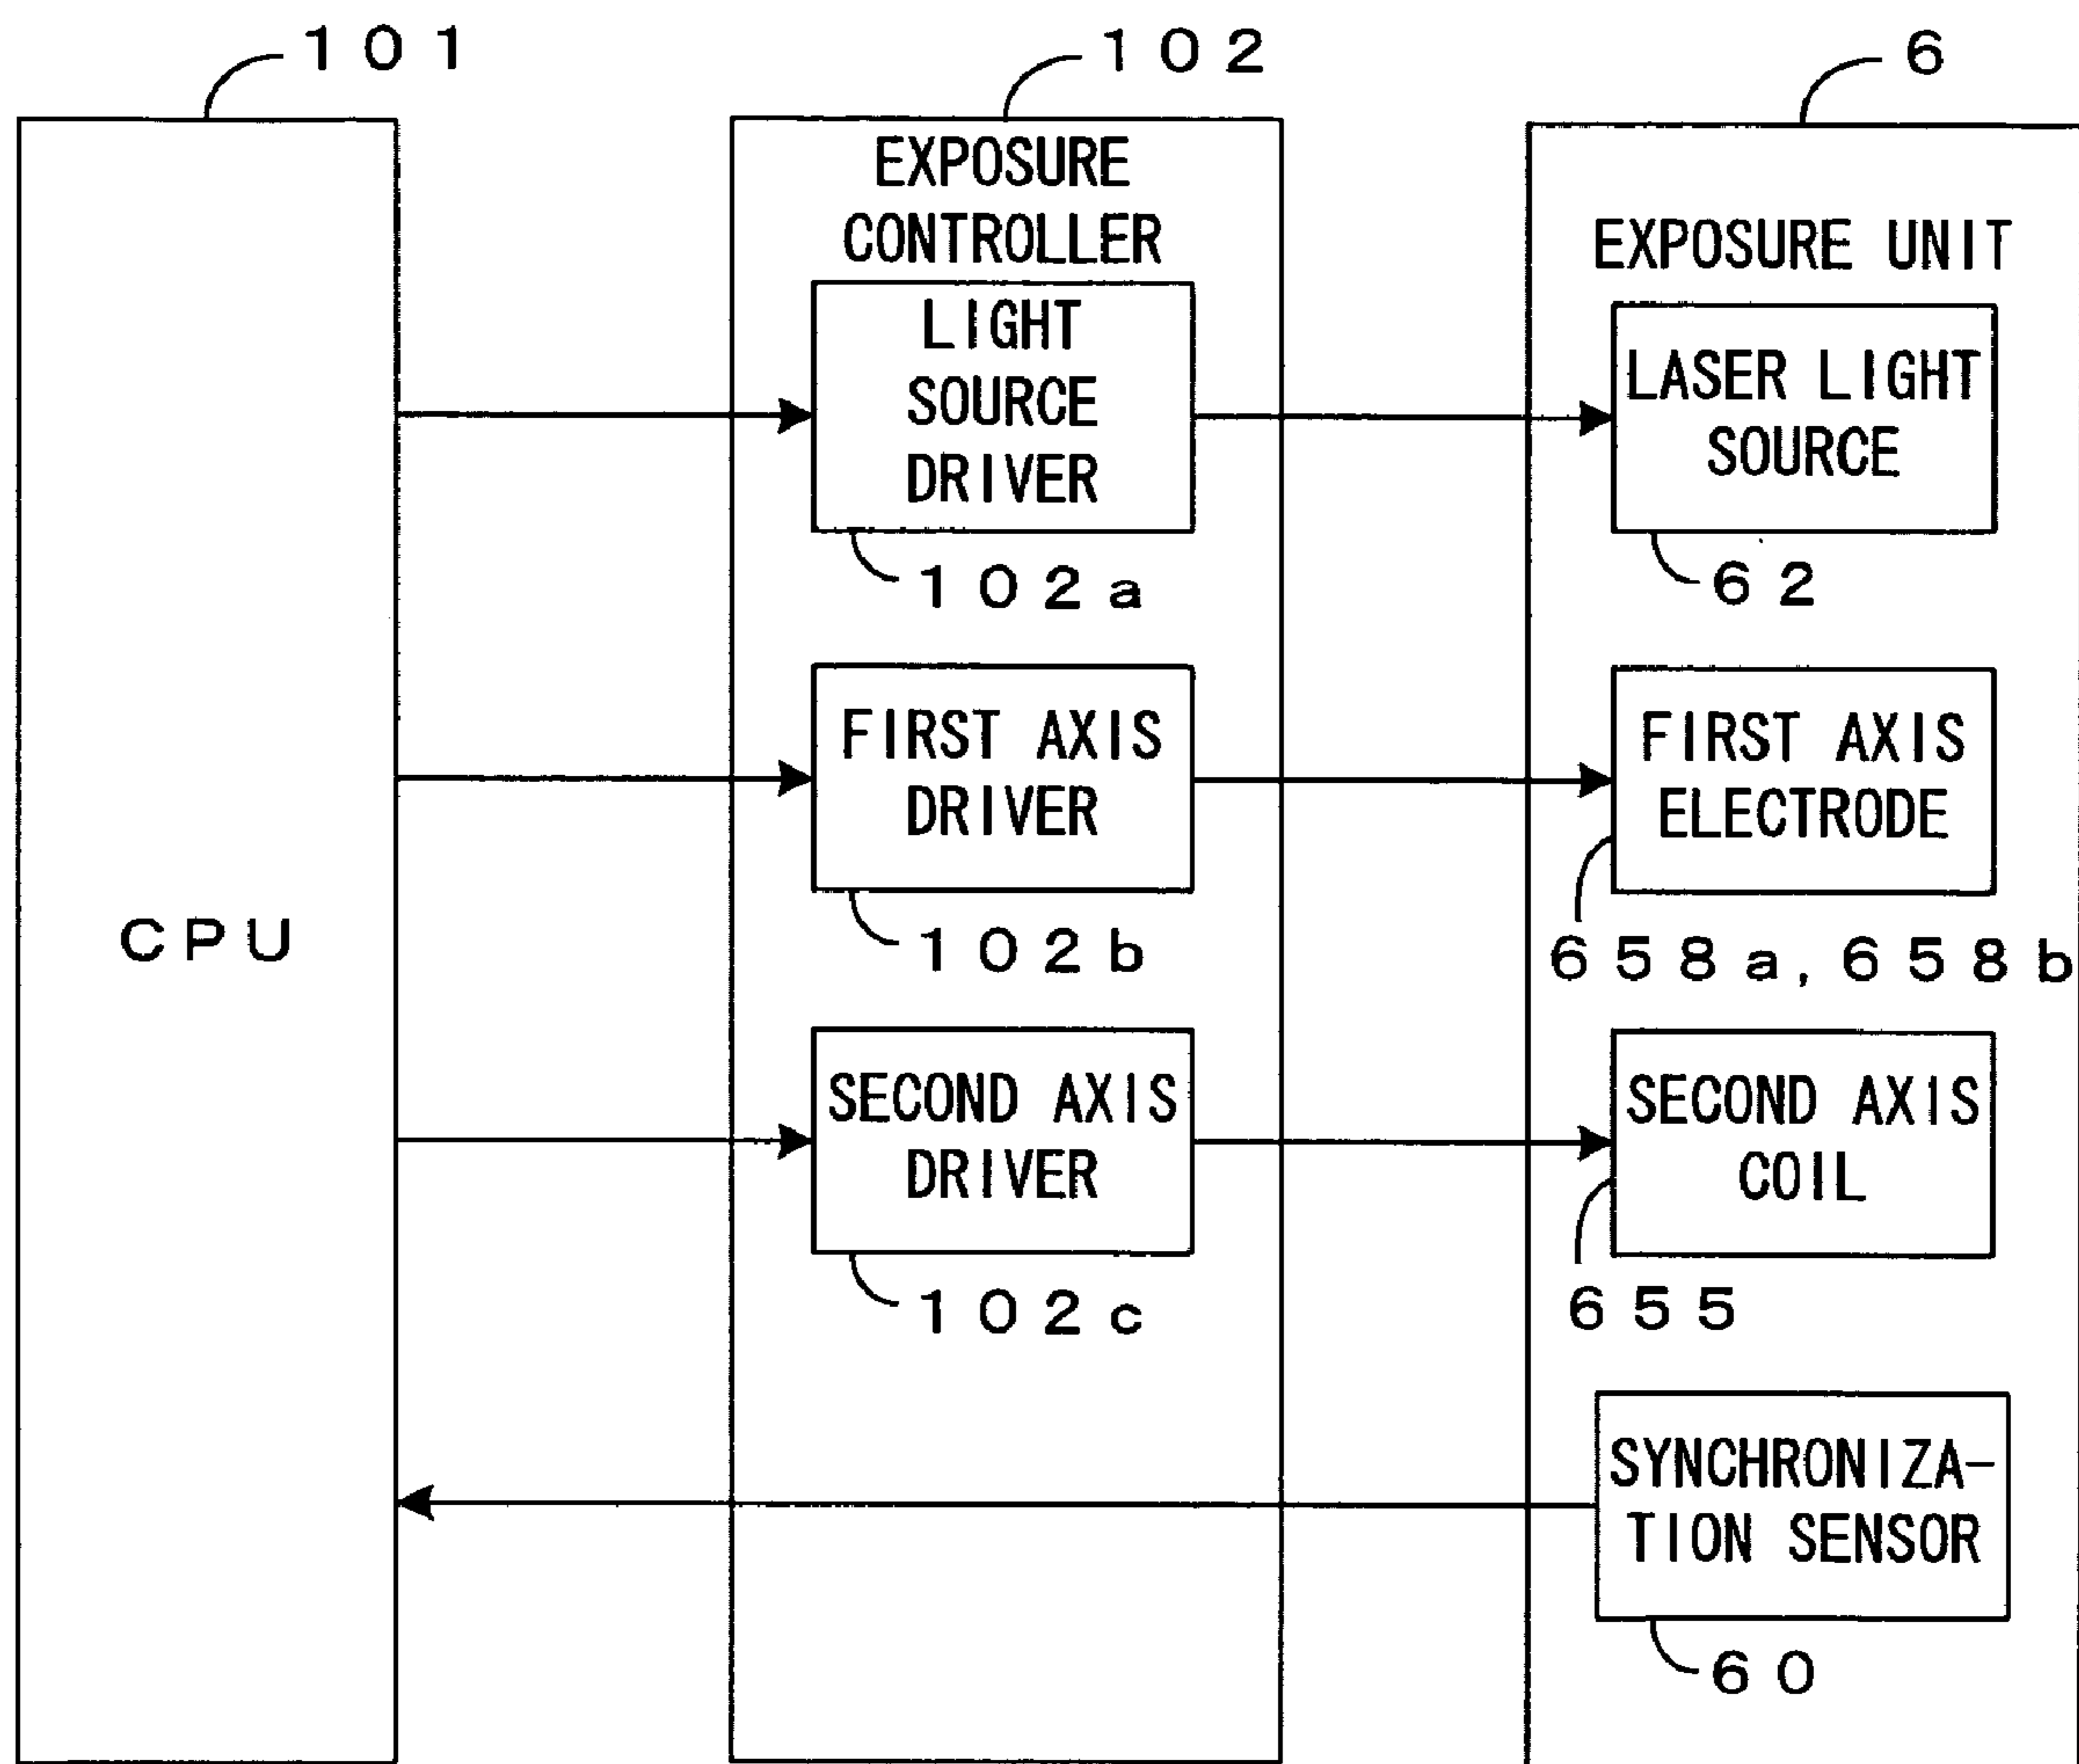 101
102
6
EXPOSURE
CONTROLLER
EXPOSURE UNIT
LIGHT
SOURCE
DRIVER
LASER LIGHT
SOURCE
102a
62
FIRST AXIS
DRIVER
FIRST AXIS
ELECTRODE
CPU
102b
658a, 658b
SECOND AXIS
DRIVER
SECOND AXIS
COIL
102c
655
SYNCHRONIZA-
TION SENSOR
60